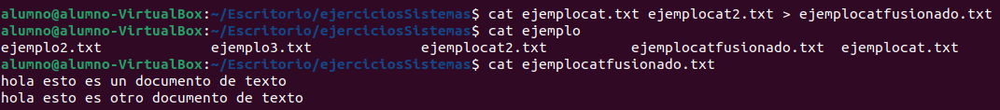 alumno@alumno-VirtualBox:~/Escritorio/ejerciciosSistemas$ cat ejemplocat.txt ejemplocat2.txt > ejemplocatfusionado.txt
alumno@alumno-VirtualBox:~/Escritorio/ejerciciosSistemas$ cat ejemplo
ejemplo2.txt ejemplo3.txt ejemplocat2.txt ejemplocatfusionado.txt ejemplocat.txt
alumno@alumno-VirtualBox:~/Escritorio/ejerciciosSistemas$ cat ejemplocatfusionado.txt
hola esto es un documento de texto
hola esto es otro documento de texto